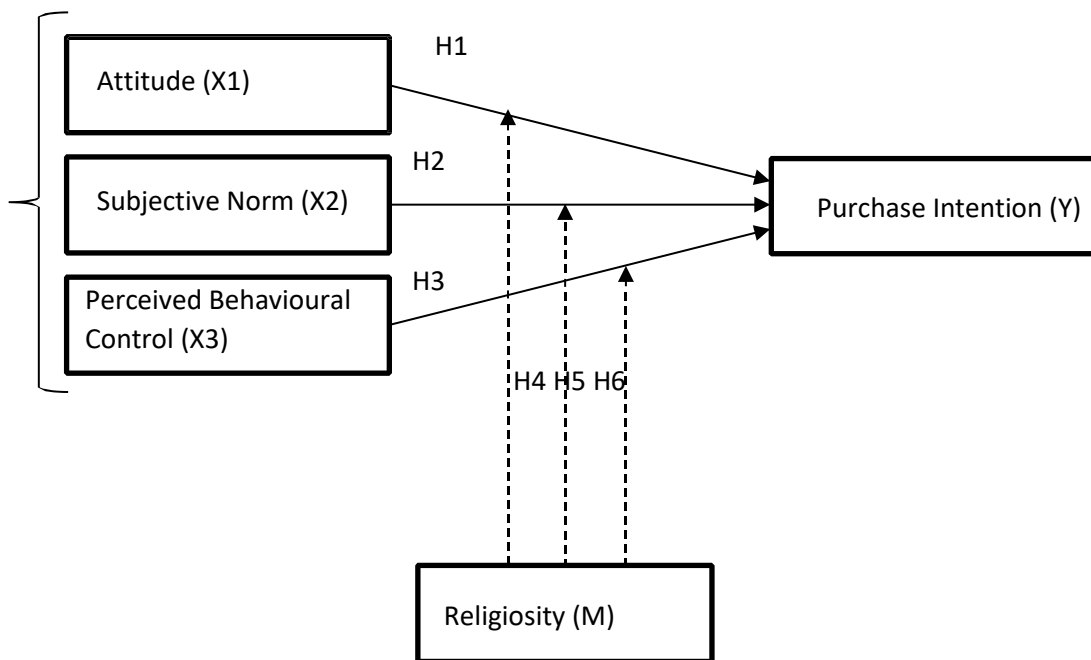 H1
Attitude (X1)
H2
Subjective Norm (X2)
Purchase Intention (Y)
H3
Perceived Behavioural
Control (X3)
H4 H5 H6
Religiosity (M)